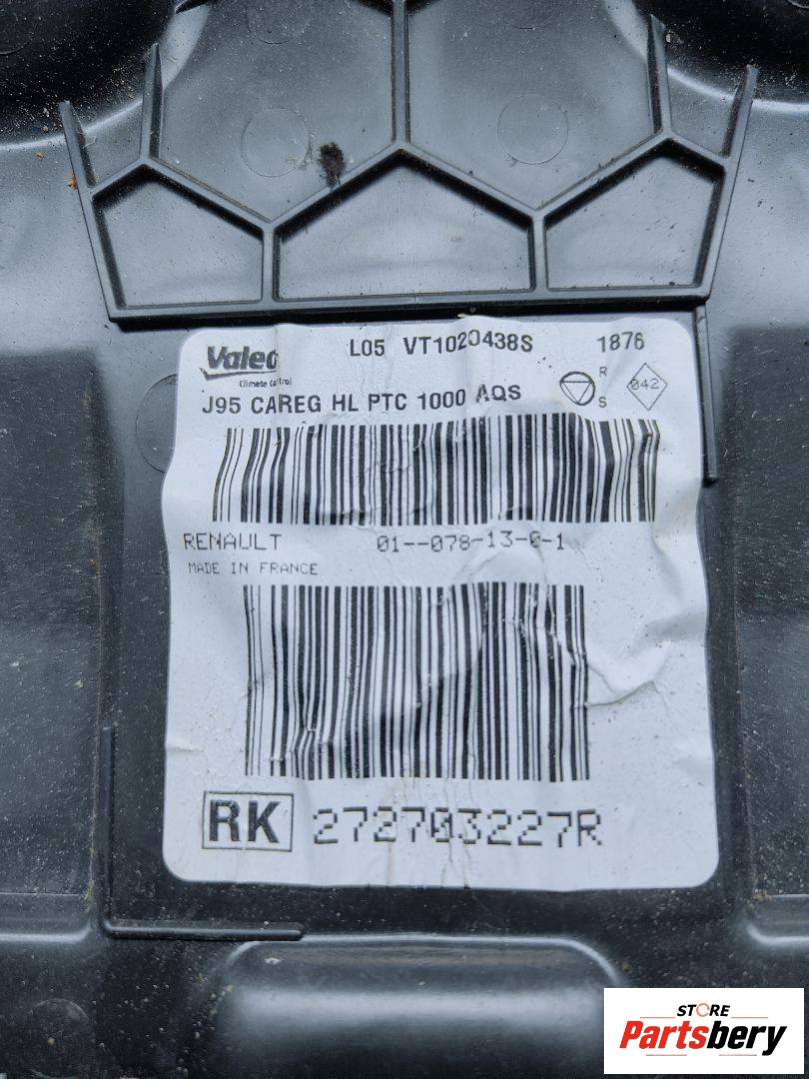 Valeo
Climate Control
L05 VT1020438S 1876
J95 CAREG HL PTC 1000 AQS
R
S
042
RENAULT 01--078-13-0-1
MADE IN FRANCE
RK 272703227R
STORE
Partsbery